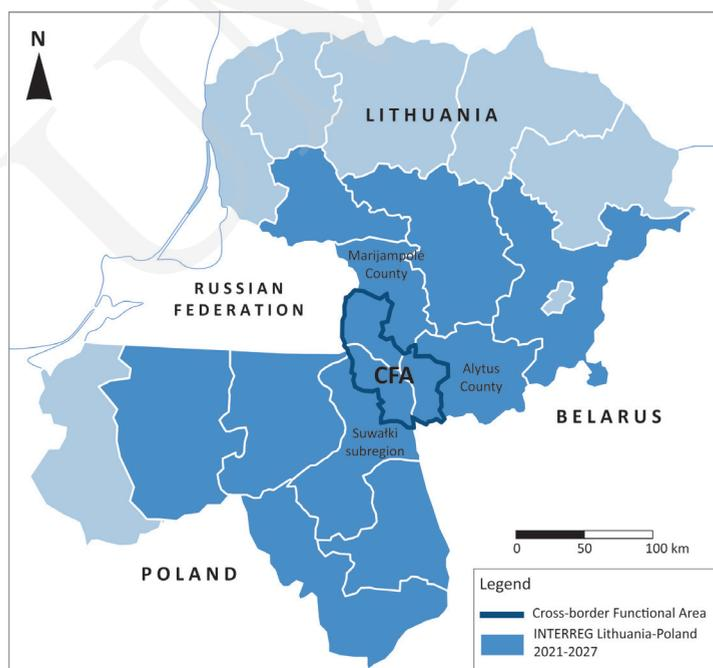 N
LITHUANIA
Marijampolė
County
RUSSIAN
FEDERATION
CFA
Alytus
County
BELARUS
Suwałki
subregion
POLAND
0 50 100 km
Legend
Cross-border Functional Area
INTERREG Lithuania-Poland
2021-2027